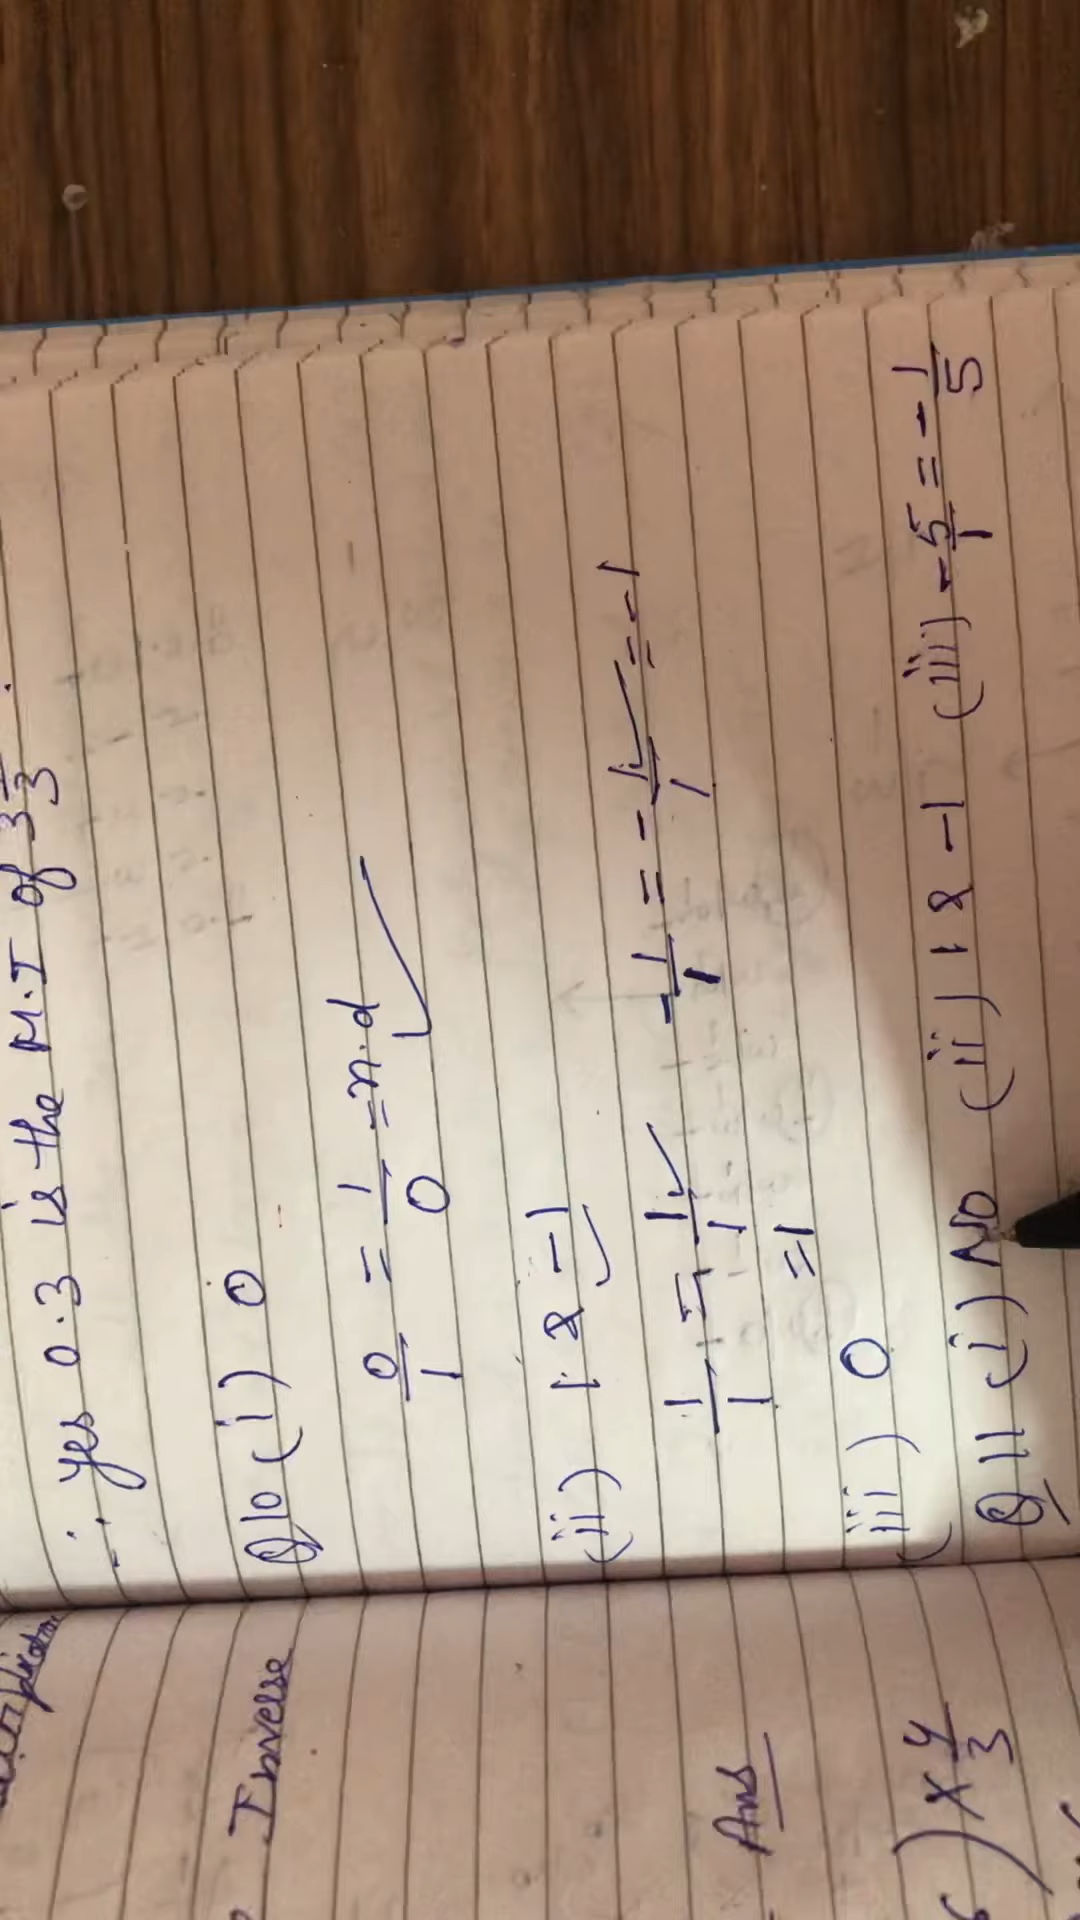 ∴ yes 0.3 is the M.I of 3 1/3.
Q10 (i) 0
0/1 = 1/0 = n.d
(ii) 1 & -1
1/1 = 1/1 -1/1 = -1/1 = -1
=1
(iii) 0
Q11 (i) No (ii) 1 & -1 (iii) -5/1 = -1/5
Inverse
Ans
) x 4/3